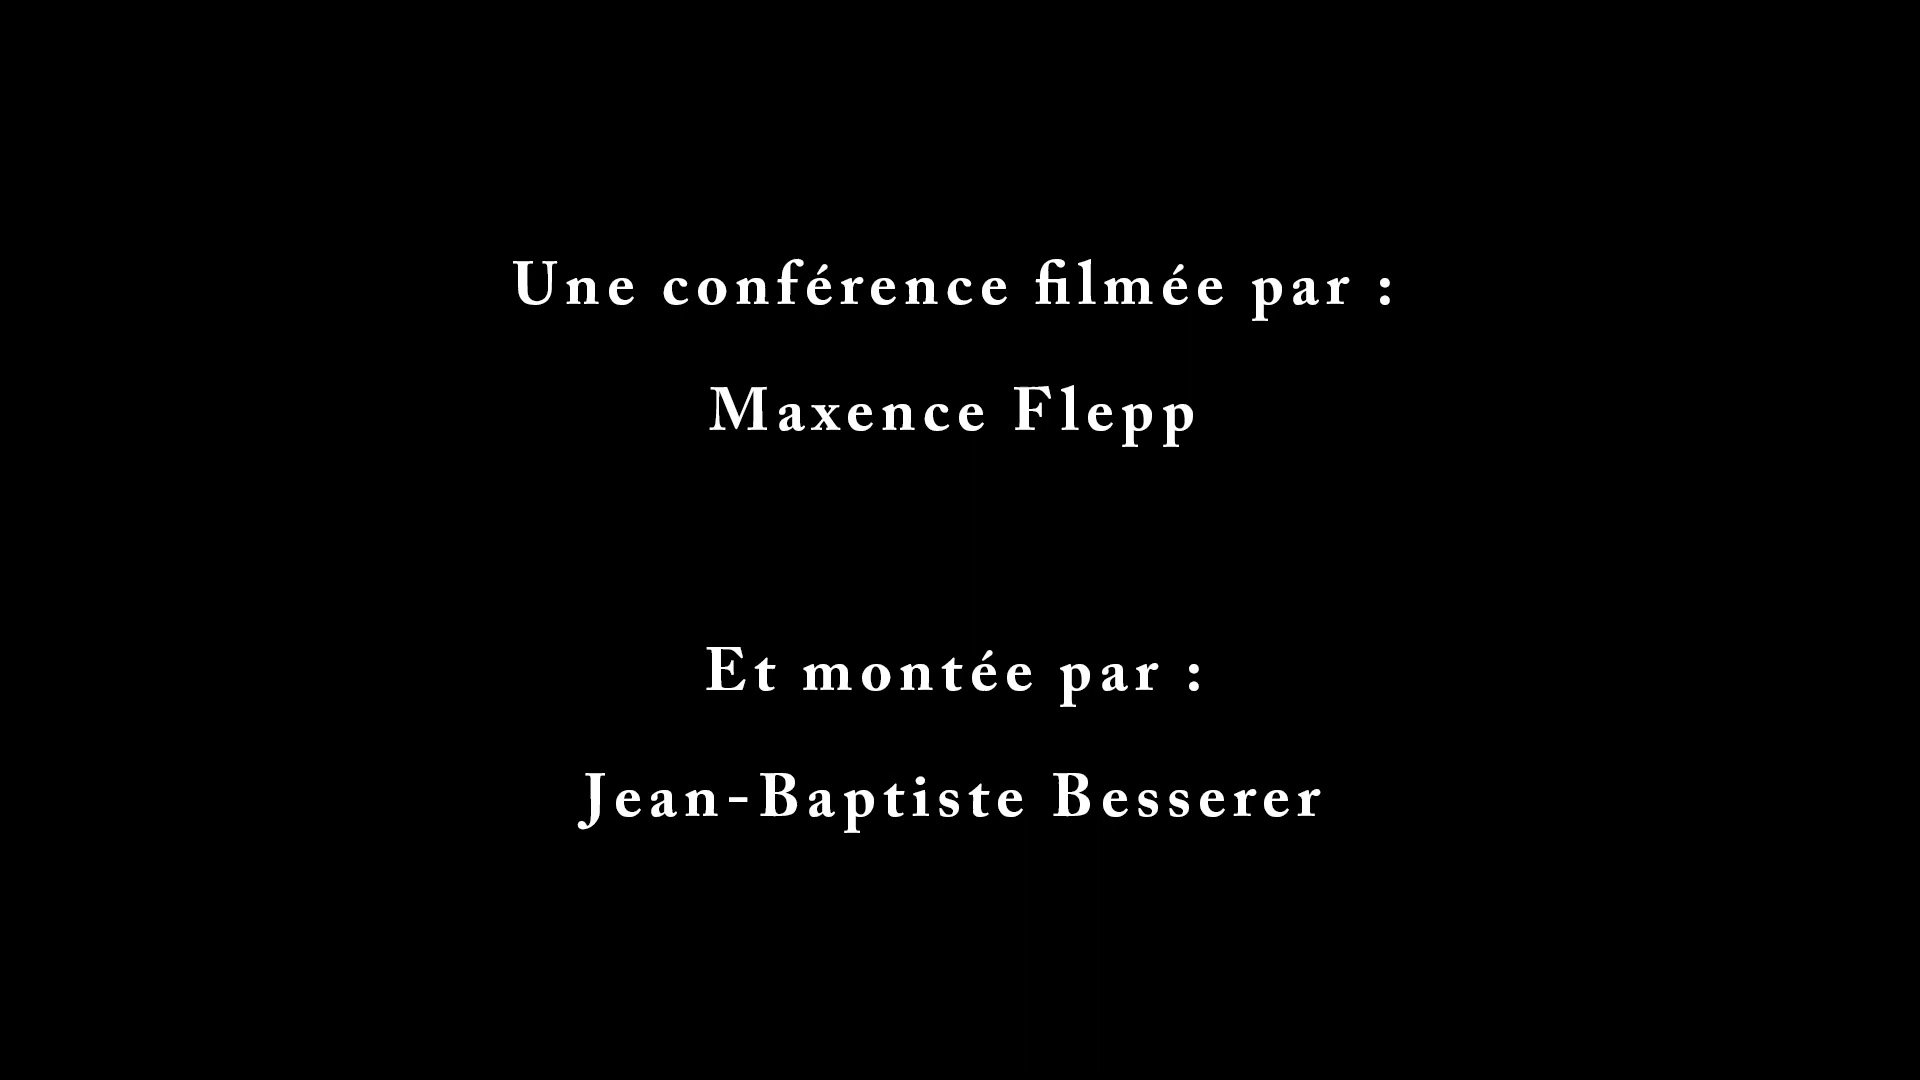 Une conférence filmée par :
Maxence Flepp
Et montée par :
Jean-Baptiste Besserer